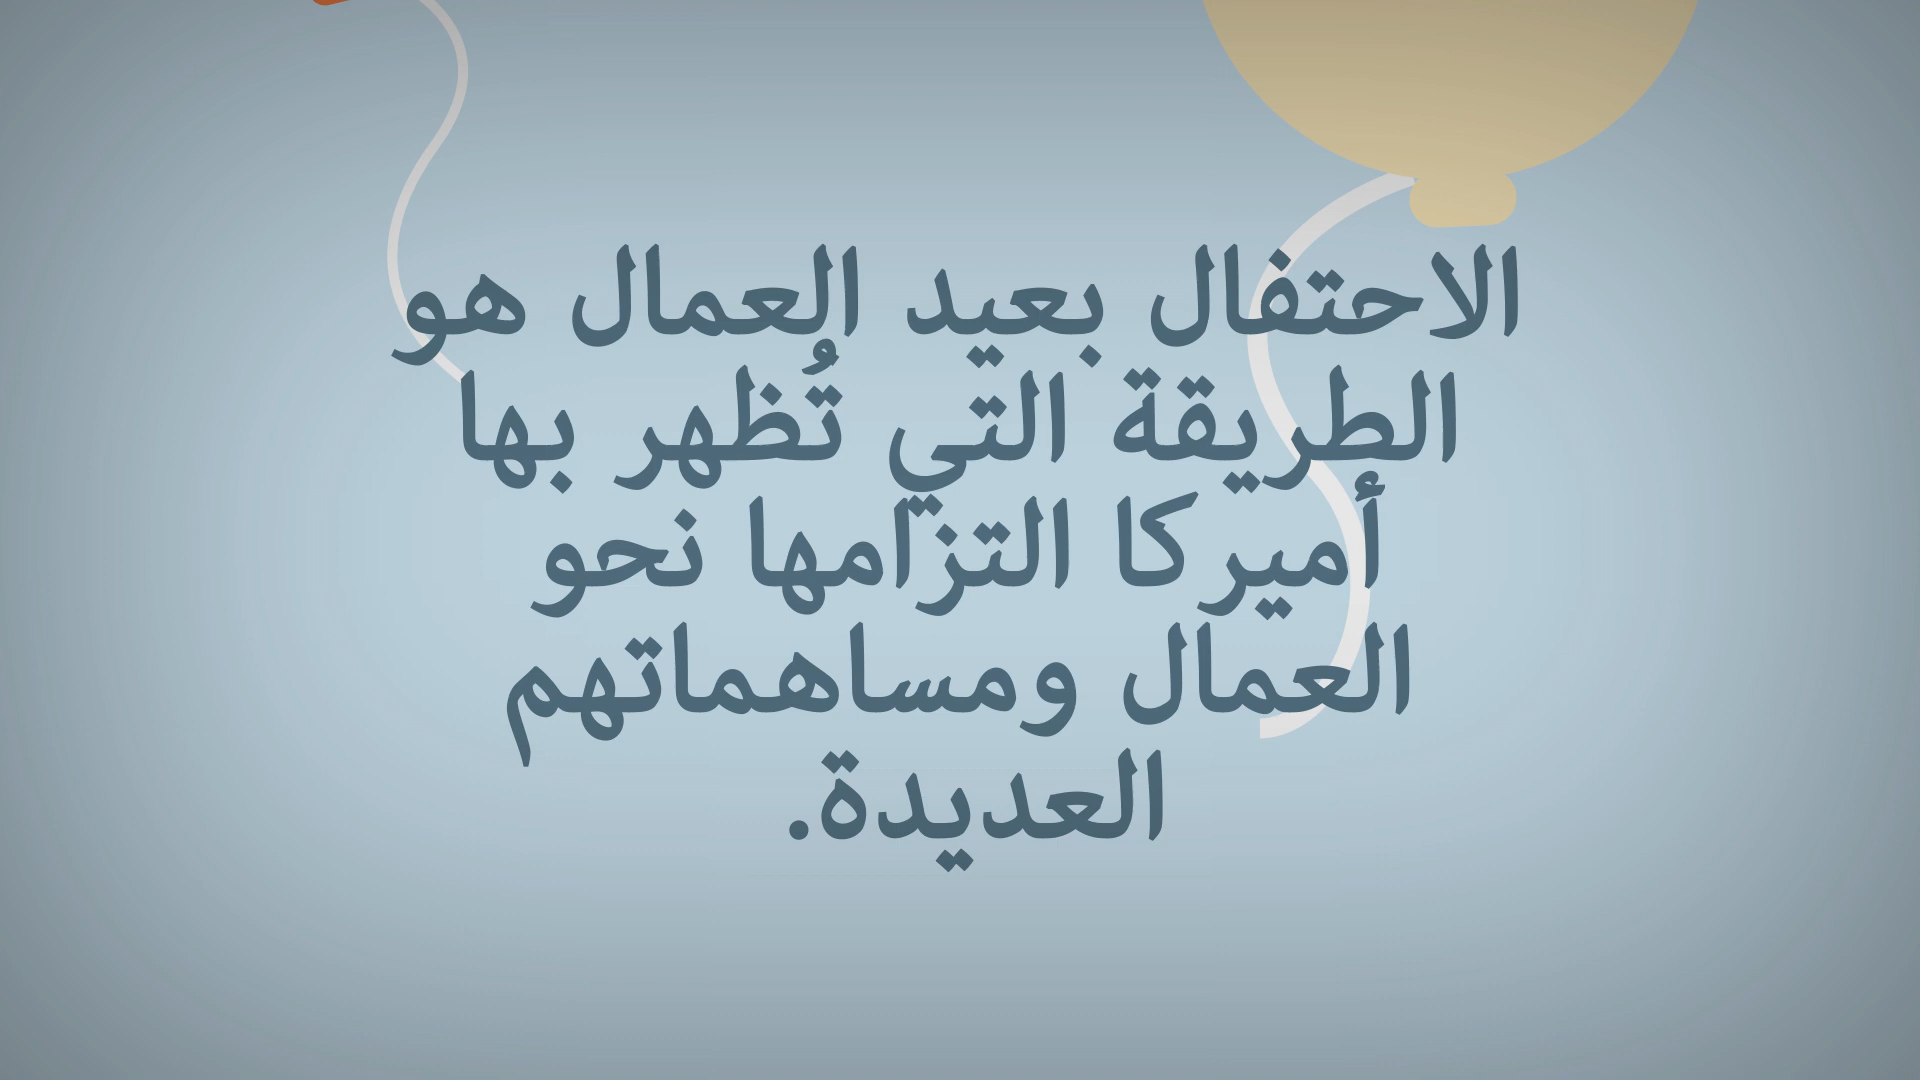 الاحتفال بعيد العمال هو
الطريقة التي تُظهر بها
أميركا التزامها نحو
العمال ومساهماتهم
العديدة.